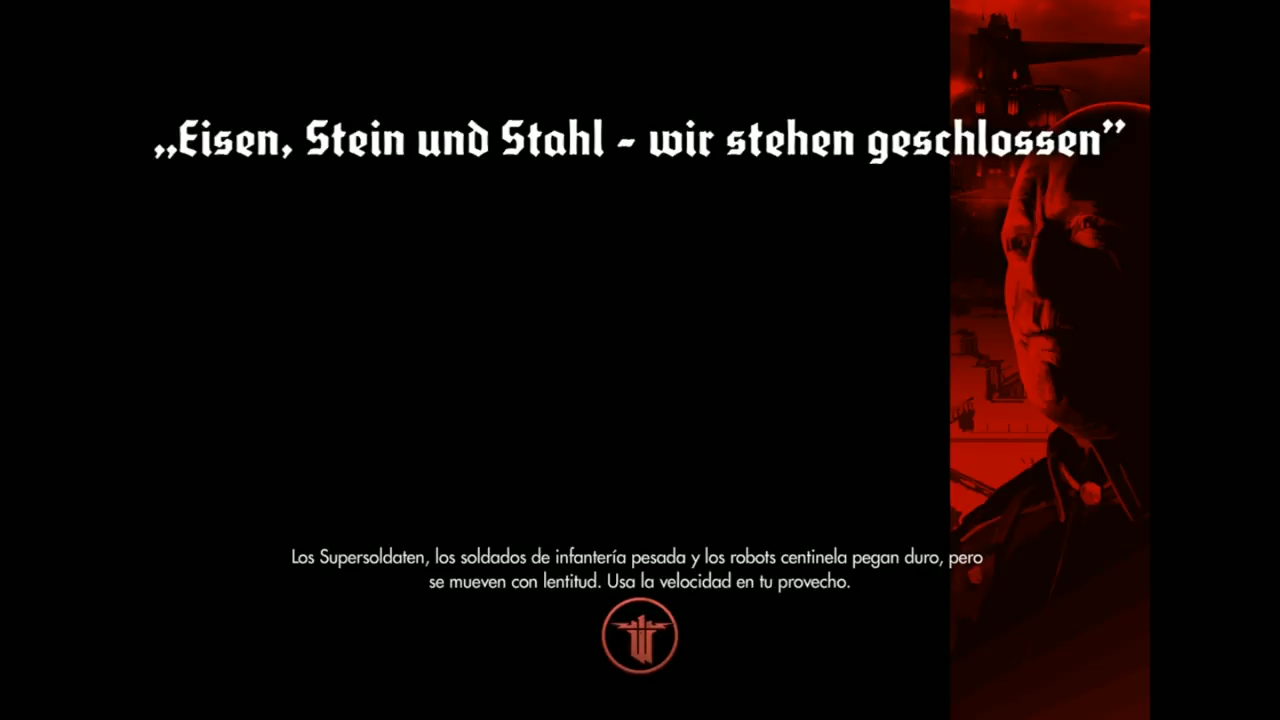 „Eisen, Stein und Stahl - wir stehen geschlossen”
Los Supersoldaten, los soldados de infantería pesada y los robots centinela pegan duro, pero
se mueven con lentitud. Usa la velocidad en tu provecho.